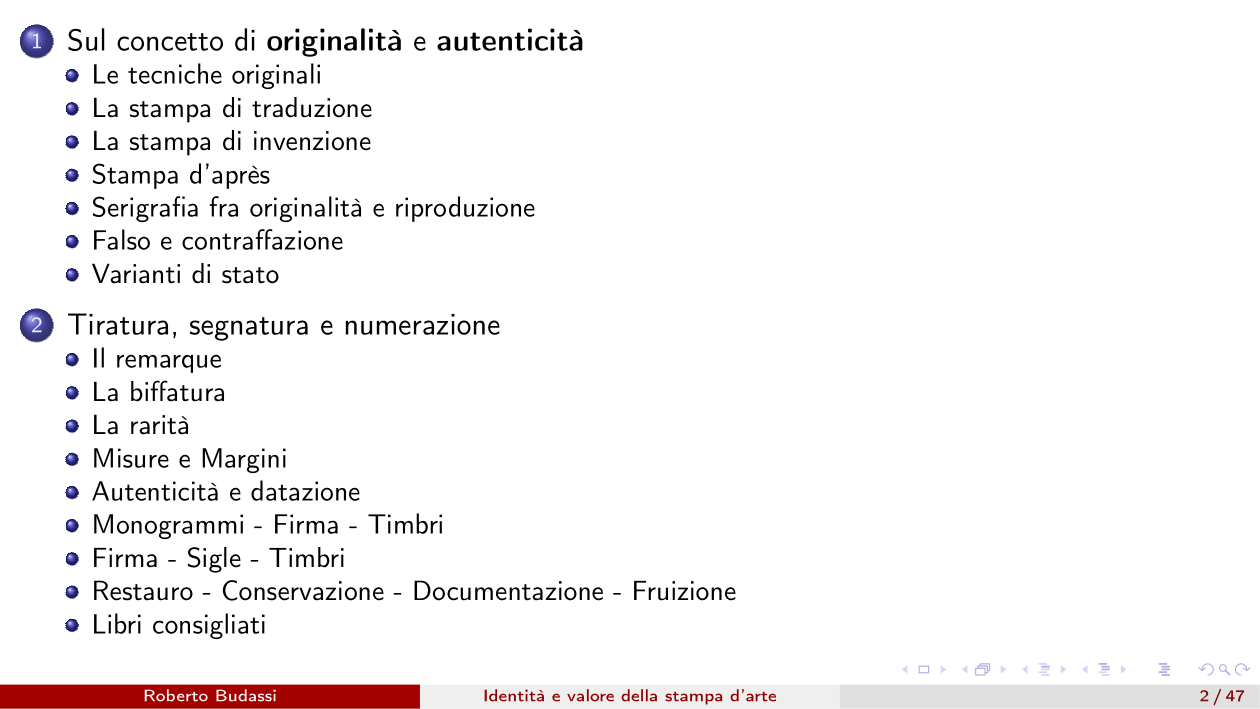 1 Sul concetto di originalità e autenticità
Le tecniche originali
La stampa di traduzione
La stampa di invenzione
Stampa d'après
Serigrafia fra originalità e riproduzione
Falso e contraffazione
Varianti di stato
2 Tiratura, segnatura e numerazione
Il remarque
La biffatura
La rarità
Misure e Margini
Autenticità e datazione
Monogrammi - Firma - Timbri
Firma - Sigle - Timbri
Restauro - Conservazione - Documentazione - Fruizione
Libri consigliati
Roberto Budassi Identità e valore della stampa d'arte 2 / 47